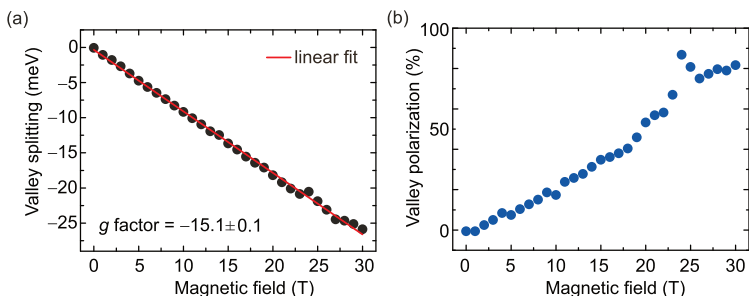 (a)
0
−5
−10
−15
−20
−25
Valley splitting (meV)
linear fit
g factor = −15.1±0.1
0 5 10 15 20 25 30
Magnetic field (T)
(b)
100
50
0
Valley polarization (%)
0 5 10 15 20 25 30
Magnetic field (T)